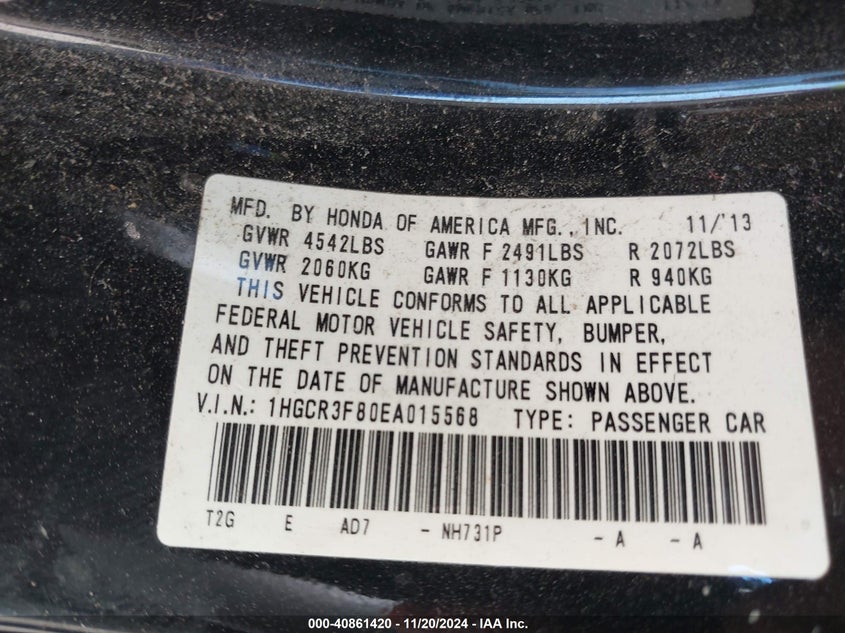 MFD. BY HONDA OF AMERICA MFG., INC. 11/'13
GVWR 4542LBS GAWR F 2491LBS R 2072LBS
GVWR 2060KG GAWR F 1130KG R 940KG
THIS VEHICLE CONFORMS TO ALL APPLICABLE
FEDERAL MOTOR VEHICLE SAFETY, BUMPER,
AND THEFT PREVENTION STANDARDS IN EFFECT
ON THE DATE OF MANUFACTURE SHOWN ABOVE.
V.I.N.: 1HGCR3F80EA015568 TYPE: PASSENGER CAR
T2G E AD7 - NH731P - A - A
000-40861420 - 11/20/2024 - IAA Inc.